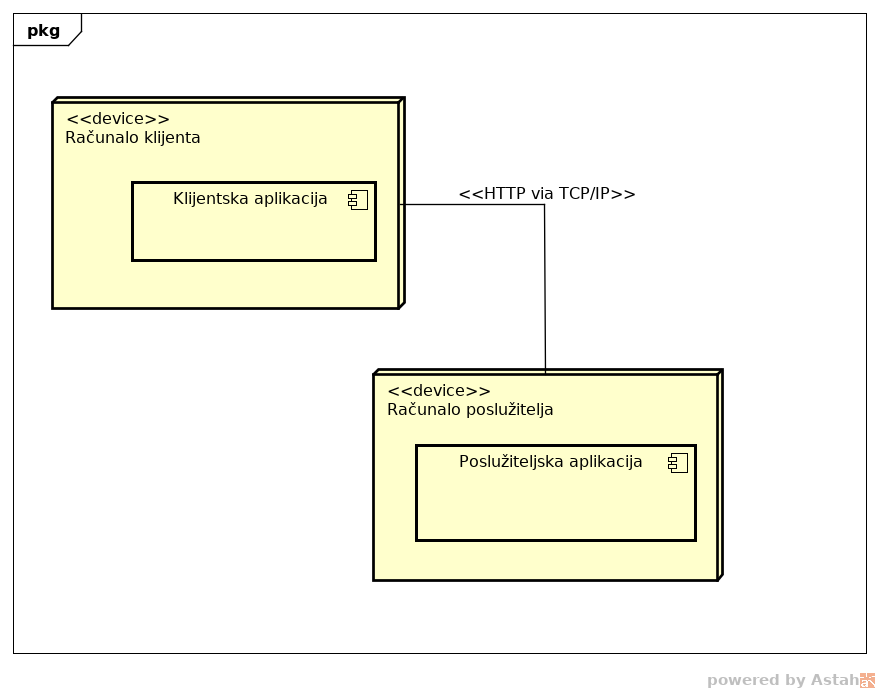 pkg
<<device>>
Računalo klijenta
Klijentska aplikacija
<<HTTP via TCP/IP>>
<<device>>
Računalo poslužitelja
Poslužiteljska aplikacija
powered by Astah